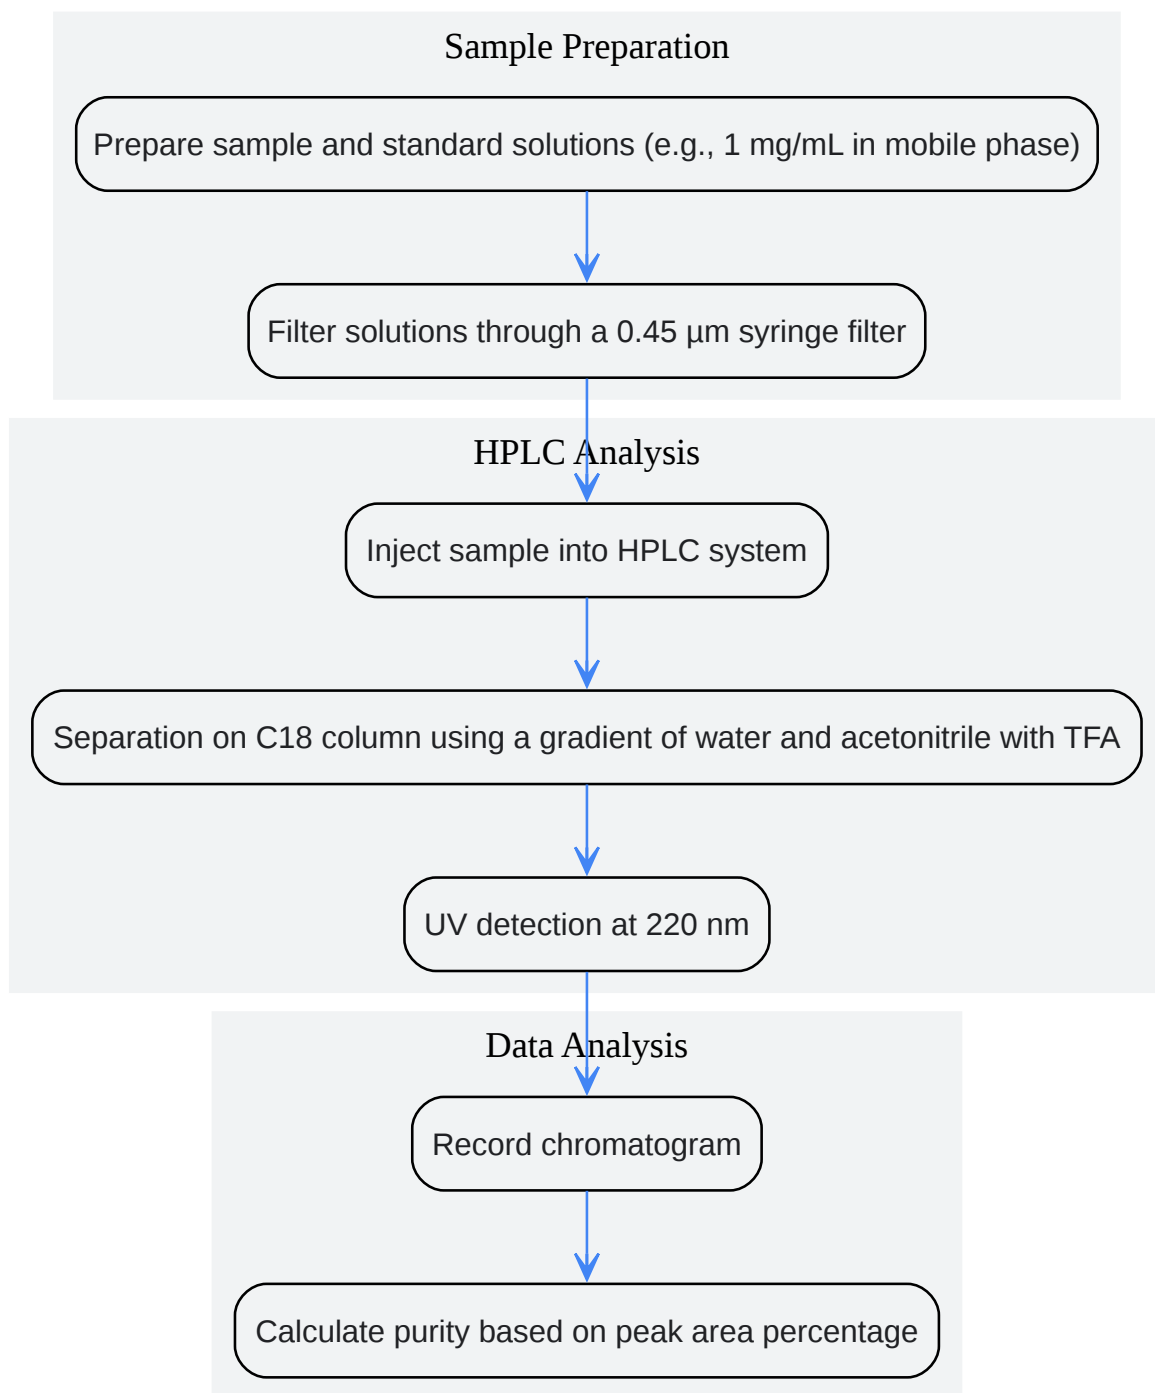 Sample Preparation
Prepare sample and standard solutions (e.g., 1 mg/mL in mobile phase)
Filter solutions through a 0.45 µm syringe filter
HPLC Analysis
Inject sample into HPLC system
Separation on C18 column using a gradient of water and acetonitrile with TFA
UV detection at 220 nm
Data Analysis
Record chromatogram
Calculate purity based on peak area percentage